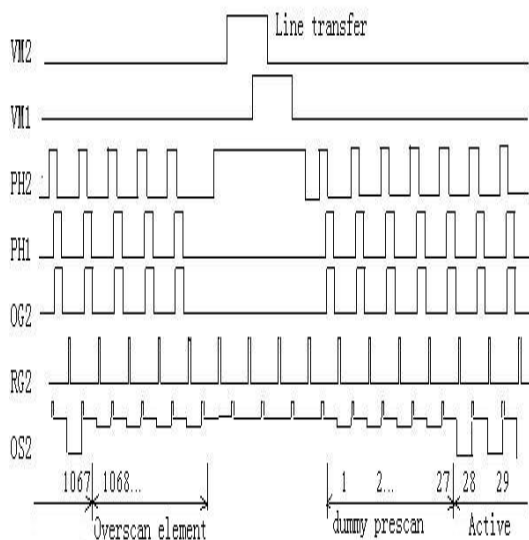 Line transfer
VM2
VM1
PH2
PH1
OG2
RG2
OS2
1067 1068... 1 2... 27 28 29
Overscan element dummy prescan Active